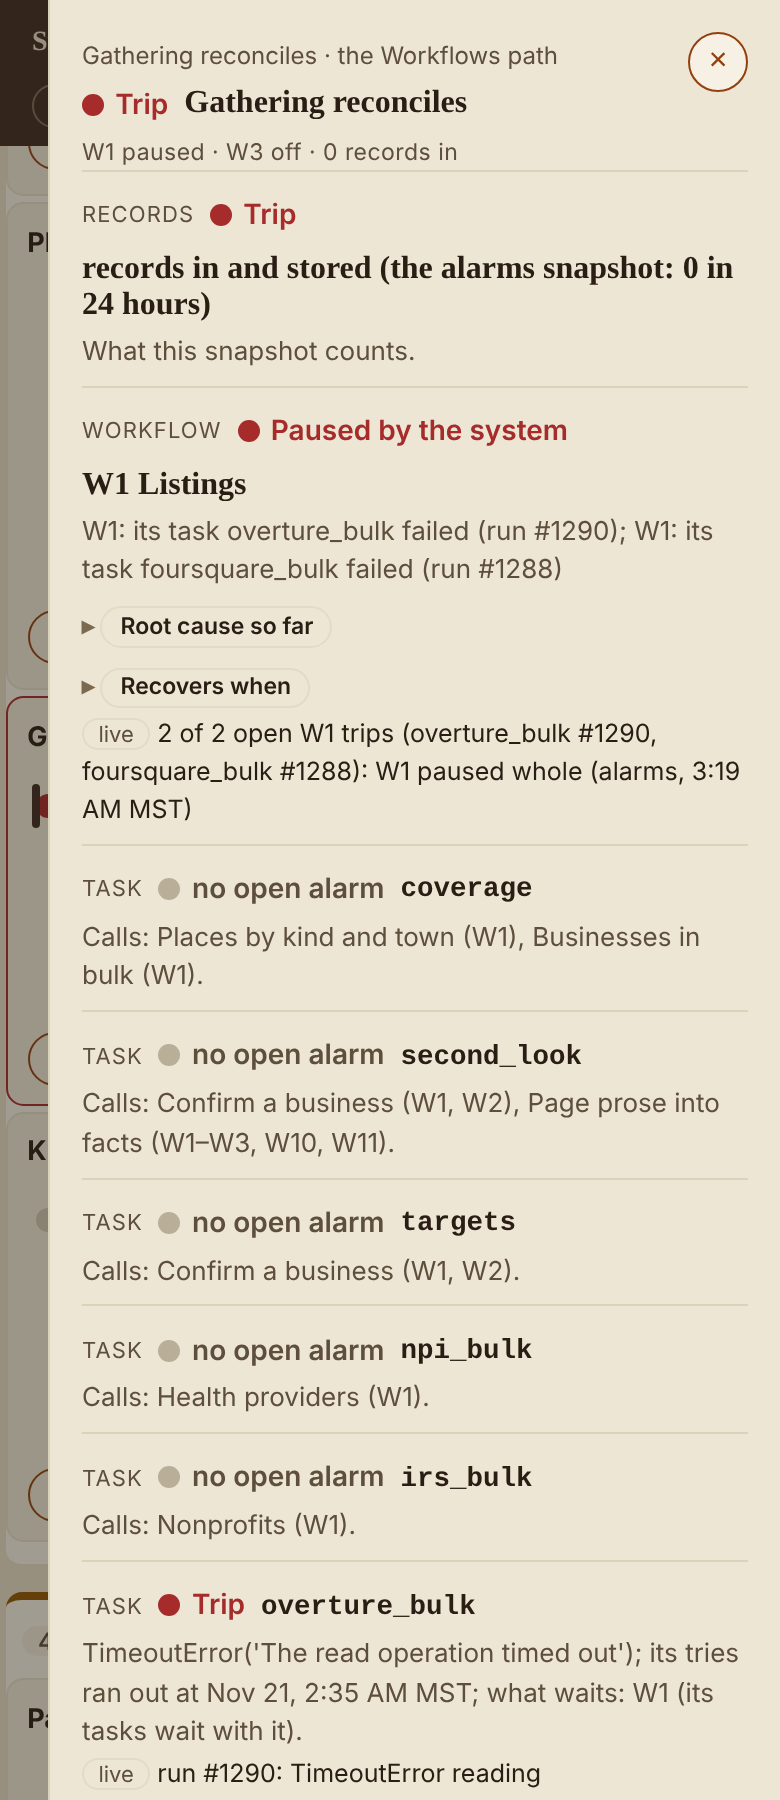 S
Gathering reconciles · the Workflows path
×
Trip Gathering reconciles
W1 paused · W3 off · 0 records in
RECORDS Trip
records in and stored (the alarms snapshot: 0 in
24 hours)
What this snapshot counts.
WORKFLOW Paused by the system
W1 Listings
W1: its task overture_bulk failed (run #1290); W1: its
task foursquare_bulk failed (run #1288)
▶ Root cause so far
▶ Recovers when
live 2 of 2 open W1 trips (overture_bulk #1290,
foursquare_bulk #1288): W1 paused whole (alarms, 3:19
AM MST)
TASK no open alarm coverage
Calls: Places by kind and town (W1), Businesses in
bulk (W1).
TASK no open alarm second_look
Calls: Confirm a business (W1, W2), Page prose into
facts (W1–W3, W10, W11).
TASK no open alarm targets
Calls: Confirm a business (W1, W2).
TASK no open alarm npi_bulk
Calls: Health providers (W1).
TASK no open alarm irs_bulk
Calls: Nonprofits (W1).
TASK Trip overture_bulk
TimeoutError('The read operation timed out'); its tries
ran out at Nov 21, 2:35 AM MST; what waits: W1 (its
tasks wait with it).
live run #1290: TimeoutError reading